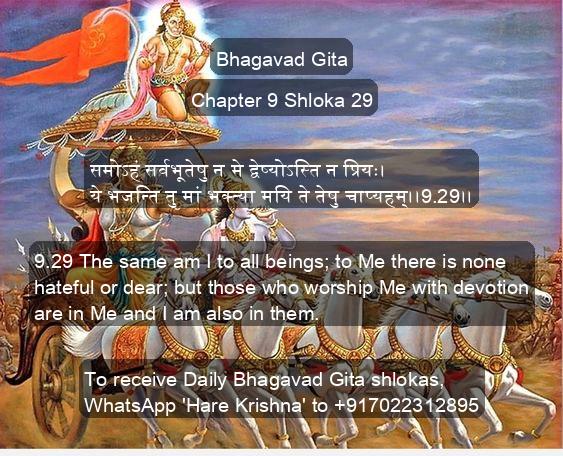 Bhagavad Gita
Chapter 9 Shloka 29
समोऽहं सर्वभूतेषु न मे द्वेष्योऽस्ति न प्रियः।
ये भजन्ति तु मां भक्त्या मयि ते तेषु चाप्यहम्।।9.29।।
9.29 The same am I to all beings; to Me there is none
hateful or dear; but those who worship Me with devotion
are in Me and I am also in them.
To receive Daily Bhagavad Gita shlokas,
WhatsApp 'Hare Krishna' to +917022312895